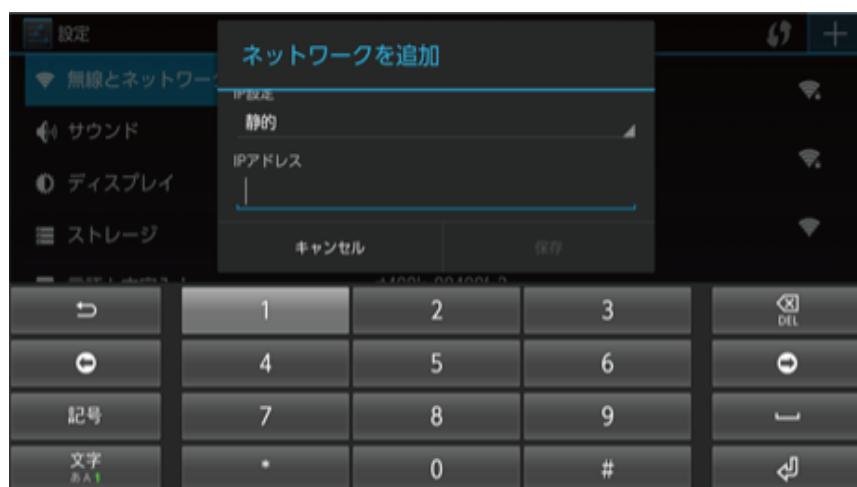 設定
ネットワークを追加
無線とネットワー
IP設定
静的
サウンド
IPアドレス
ディスプレイ
ストレージ
キャンセル
保存
1
2
3
DEL
4
5
6
記号
7
8
9
文字
あA1
*
0
#